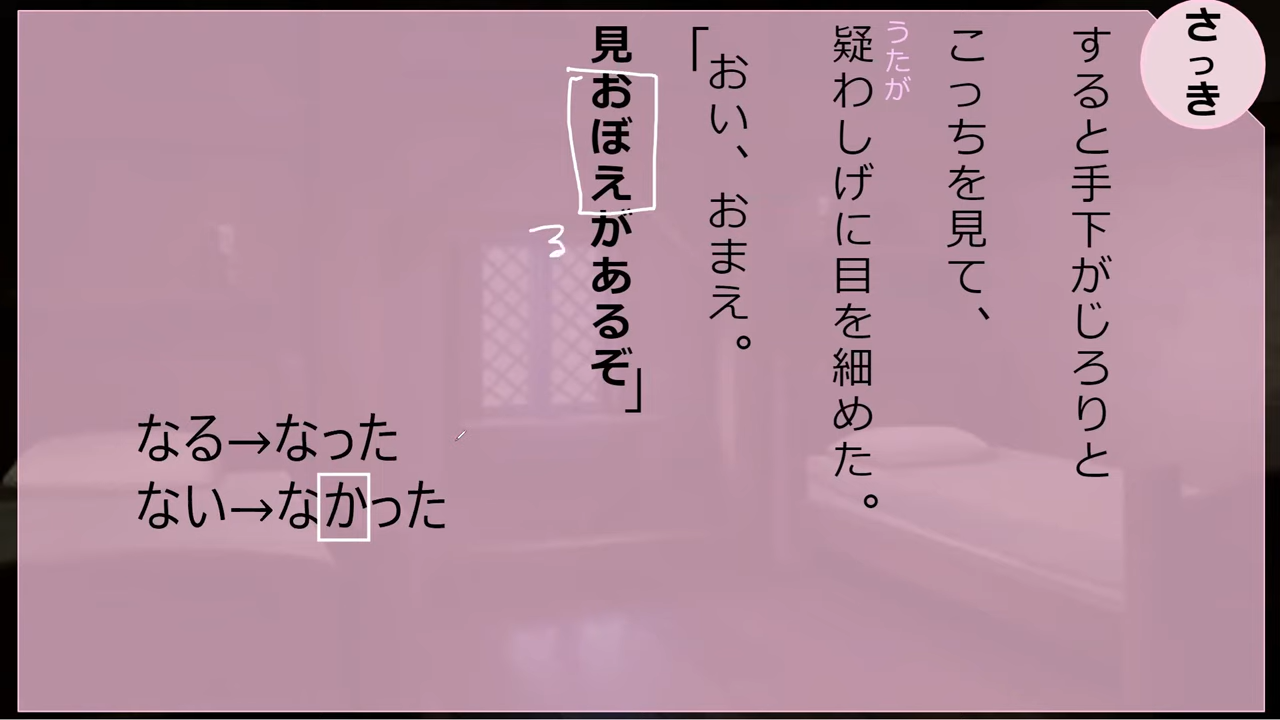 さっき
すると手下がじろりと
こっちを見て、
うたが
疑わしげに目を細めた。
「おい、おまえ。
見おぼえがあるぞ」
る
なる→なった
ない→なかった